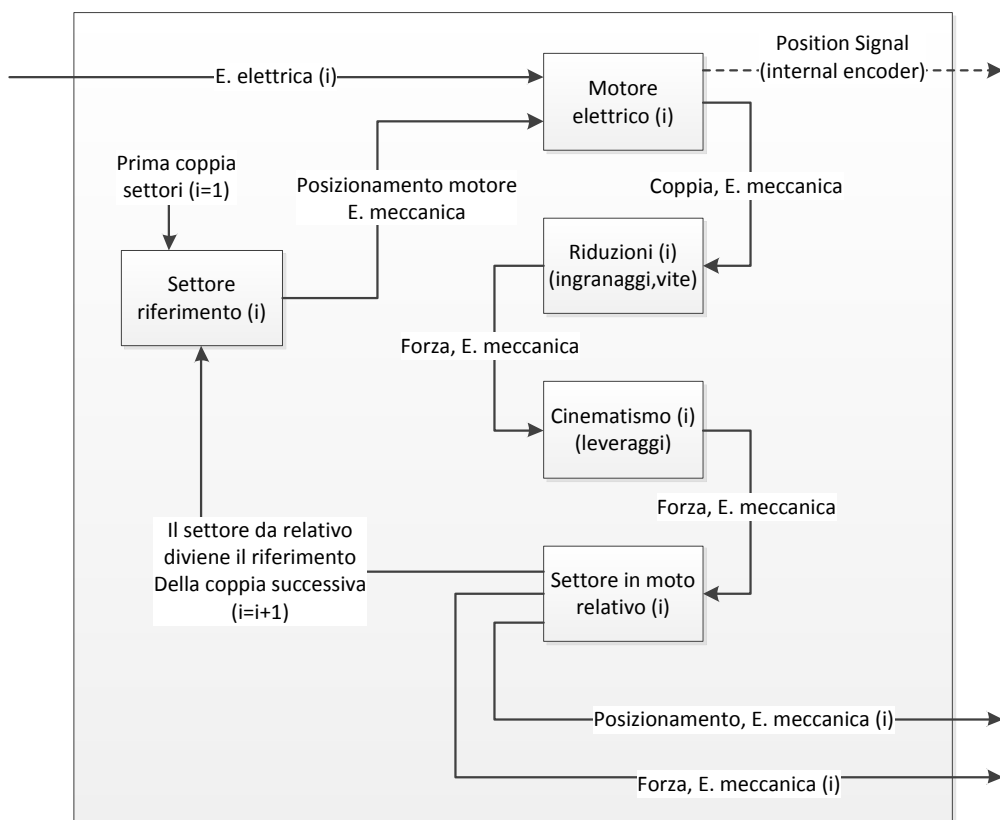 Position Signal
(internal encoder)
E. elettrica (i)
Motore
elettrico (i)
Prima coppia
settori (i=1)
Posizionamento motore
E. meccanica
Coppia, E. meccanica
Settore
riferimento (i)
Riduzioni (i)
(ingranaggi,vite)
Forza, E. meccanica
Cinematismo (i)
(leveraggi)
Forza, E. meccanica
Il settore da relativo
diviene il riferimento
Della coppia successiva
(i=i+1)
Settore in moto
relativo (i)
Posizionamento, E. meccanica (i)
Forza, E. meccanica (i)